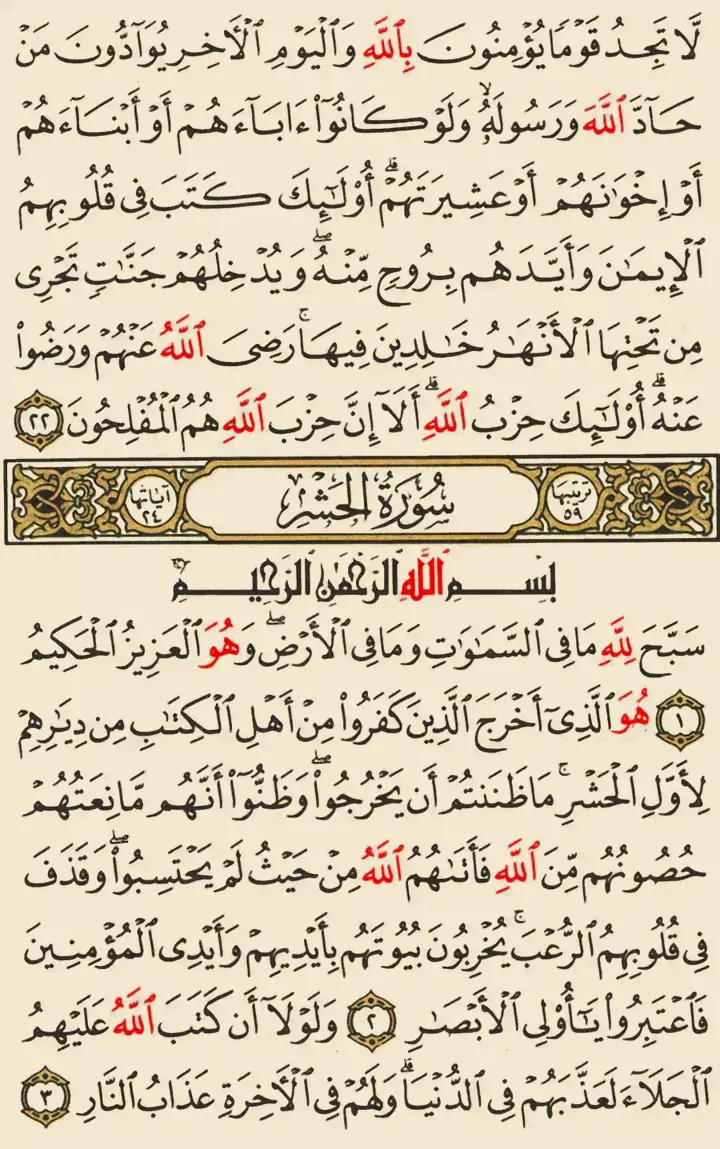 لَّا تَجِدُ قَوْمًا يُؤْمِنُونَ بِٱللَّهِ وَٱلْيَوْمِ ٱلْأَخِرِ يُوَآدُّونَ مَنْ
حَآدَّ ٱللَّهَ وَرَسُولَهُۥ وَلَوْ كَانُوٓا۟ ءَابَآءَهُمْ أَوْ أَبْنَآءَهُمْ
أَوْ إِخْوَٰنَهُمْ أَوْ عَشِيرَتَهُمْ ۚ أُو۟لَٰٓئِكَ كَتَبَ فِى قُلُوبِهِمُ
ٱلْإِيمَٰنَ وَأَيَّدَهُم بِرُوحٍ مِّنْهُ ۖ وَيُدْخِلُهُمْ جَنَّٰتٍ تَجْرِى
مِن تَحْتِهَا ٱلْأَنْهَٰرُ خَٰلِدِينَ فِيهَا ۚ رَضِىَ ٱللَّهُ عَنْهُمْ وَرَضُوا۟
عَنْهُ ۚ أُو۟لَٰٓئِكَ حِزْبُ ٱللَّهِ ۚ أَلَآ إِنَّ حِزْبَ ٱللَّهِ هُمُ ٱلْمُفْلِحُونَ ٢٢
ترتيبها ٥٩ سُورَةُ الحَشْرِ آياتها ٢٤
بِسْمِ ٱللَّهِ ٱلرَّحْمَٰنِ ٱلرَّحِيمِ
سَبَّحَ لِلَّهِ مَا فِى ٱلسَّمَٰوَٰتِ وَمَا فِى ٱلْأَرْضِ ۖ وَهُوَ ٱلْعَزِيزُ ٱلْحَكِيمُ
١ هُوَ ٱلَّذِىٓ أَخْرَجَ ٱلَّذِينَ كَفَرُوا۟ مِنْ أَهْلِ ٱلْكِتَٰبِ مِن دِيَٰرِهِمْ
لِأَوَّلِ ٱلْحَشْرِ ۚ مَا ظَنَنتُمْ أَن يَخْرُجُوا۟ ۖ وَظَنُّوٓا۟ أَنَّهُم مَّانِعَتُهُمْ
حُصُونُهُم مِّنَ ٱللَّهِ فَأَتَىٰهُمُ ٱللَّهُ مِنْ حَيْثُ لَمْ يَحْتَسِبُوا۟ ۖ وَقَذَفَ
فِى قُلُوبِهِمُ ٱلرُّعْبَ ۚ يُخْرِبُونَ بُيُوتَهُم بِأَيْدِيهِمْ وَأَيْدِى ٱلْمُؤْمِنِينَ
فَٱعْتَبِرُوا۟ يَٰٓأُو۟لِى ٱلْأَبْصَٰرِ ٢ وَلَوْلَآ أَن كَتَبَ ٱللَّهُ عَلَيْهِمُ
ٱلْجَلَآءَ لَعَذَّبَهُمْ فِى ٱلدُّنْيَا ۖ وَلَهُمْ فِى ٱلْأَخِرَةِ عَذَابُ ٱلنَّارِ ٣